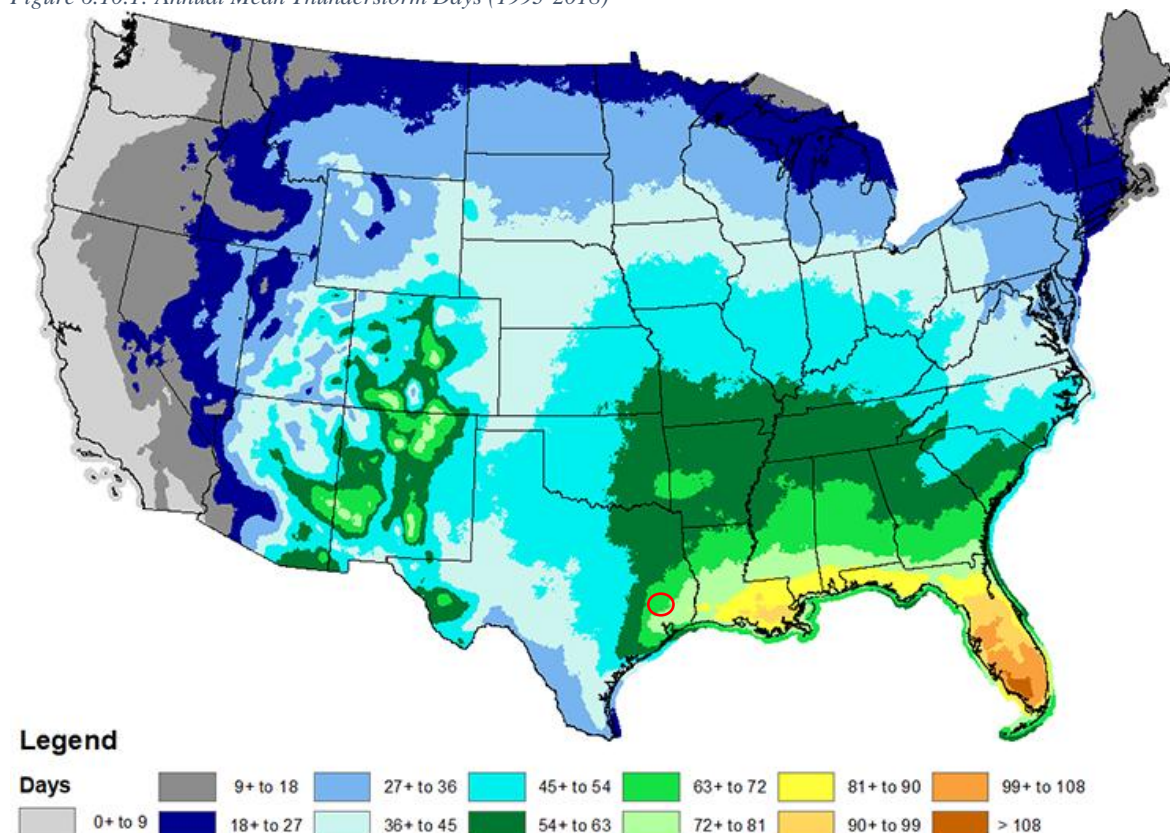 Figure 6.10.1. Annual Mean Thunderstorm Days (1993-2018)
Legend
Days
9+ to 18
27+ to 36
45+ to 54
63+ to 72
81+ to 90
99+ to 108
0+ to 9
18+ to 27
36+ to 45
54+ to 63
72+ to 81
90+ to 99
> 108